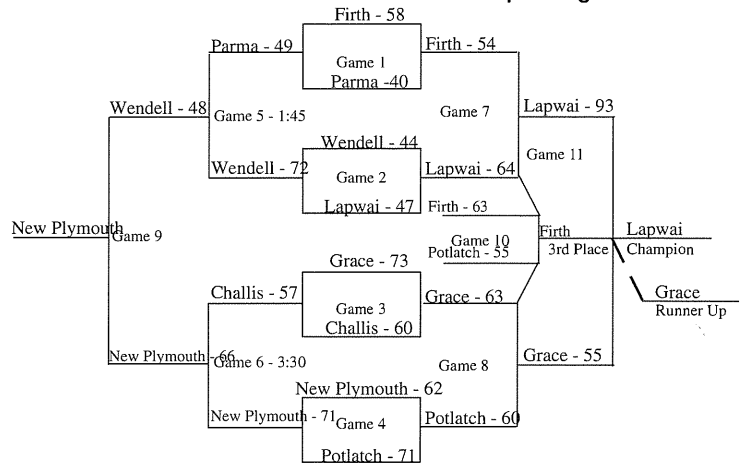 Firth - 58
Parma - 49
Game 1
Firth - 54
Parma -40
Wendell - 48
Game 5 - 1:45
Game 7
Lapwai - 93
Wendell - 44
Wendell - 72
Game 2
Lapwai - 64
Game 11
Lapwai - 47
Firth - 63
New Plymouth
Game 9
Game 10
Firth
Lapwai
Potlatch - 55
3rd Place
Champion
Grace - 73
Challis - 57
Game 3
Grace - 63
Grace
Runner Up
Challis - 60
New Plymouth - 66
Game 6 - 3:30
Game 8
Grace - 55
New Plymouth - 62
New Plymouth - 71
Game 4
Potlatch - 60
Potlatch - 71